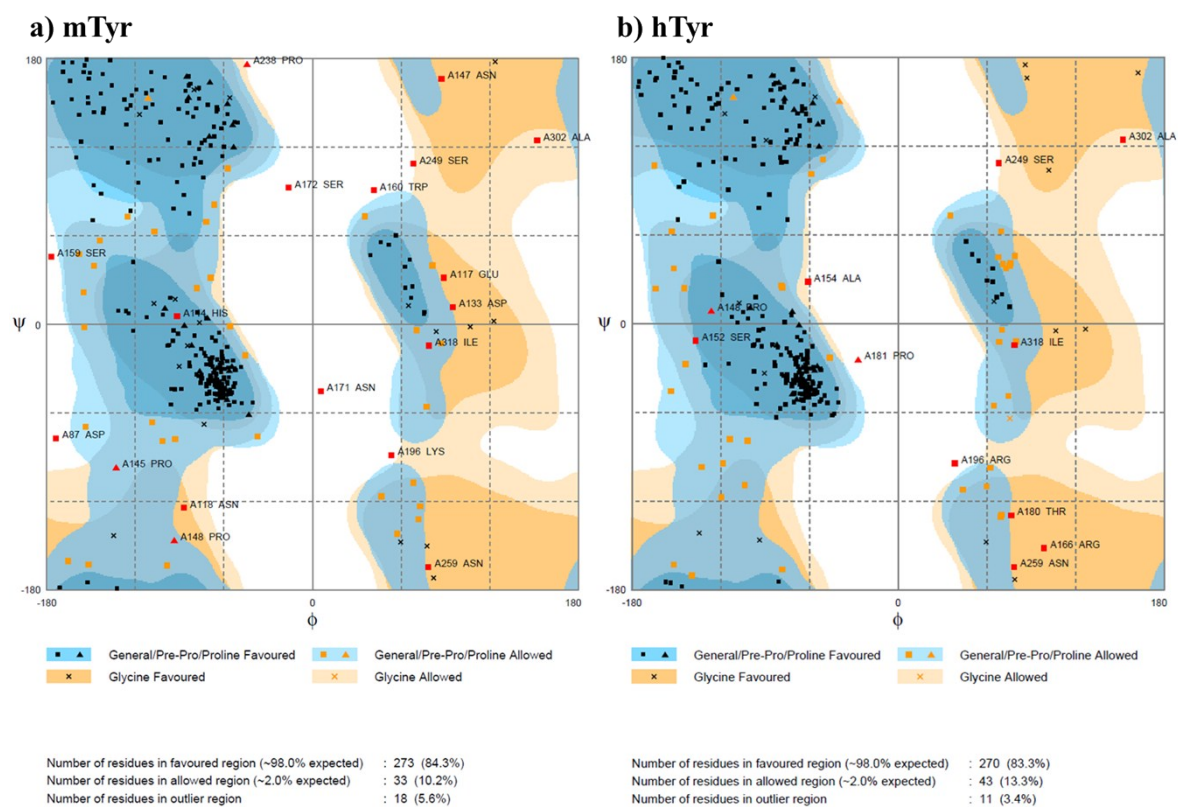 a) mTyr
b) hTyr
180
A238 PRO
A147 ASN
A302 ALA
A249 SER
A172 SER
A160 TRP
A159 SER
A117 GLU
A133 ASP
A144 HIS
Ψ
0
A318 ILE
A171 ASN
A87 ASP
A196 LYS
A145 PRO
A118 ASN
A148 PRO
A259 ASN
-180
-180
0
180
Φ
180
A302 ALA
A249 SER
A154 ALA
A148 PRO
Ψ
0
A152 SER
A318 ILE
A181 PRO
A196 ARG
A180 THR
A166 ARG
A259 ASN
-180
-180
0
180
Φ
General/Pre-Pro/Proline Favoured
General/Pre-Pro/Proline Allowed
Glycine Favoured
Glycine Allowed
General/Pre-Pro/Proline Favoured
General/Pre-Pro/Proline Allowed
Glycine Favoured
Glycine Allowed
Number of residues in favoured region (~98.0% expected) : 273 (84.3%)
Number of residues in allowed region (~2.0% expected) : 33 (10.2%)
Number of residues in outlier region : 18 (5.6%)
Number of residues in favoured region (~98.0% expected) : 270 (83.3%)
Number of residues in allowed region (~2.0% expected) : 43 (13.3%)
Number of residues in outlier region : 11 (3.4%)